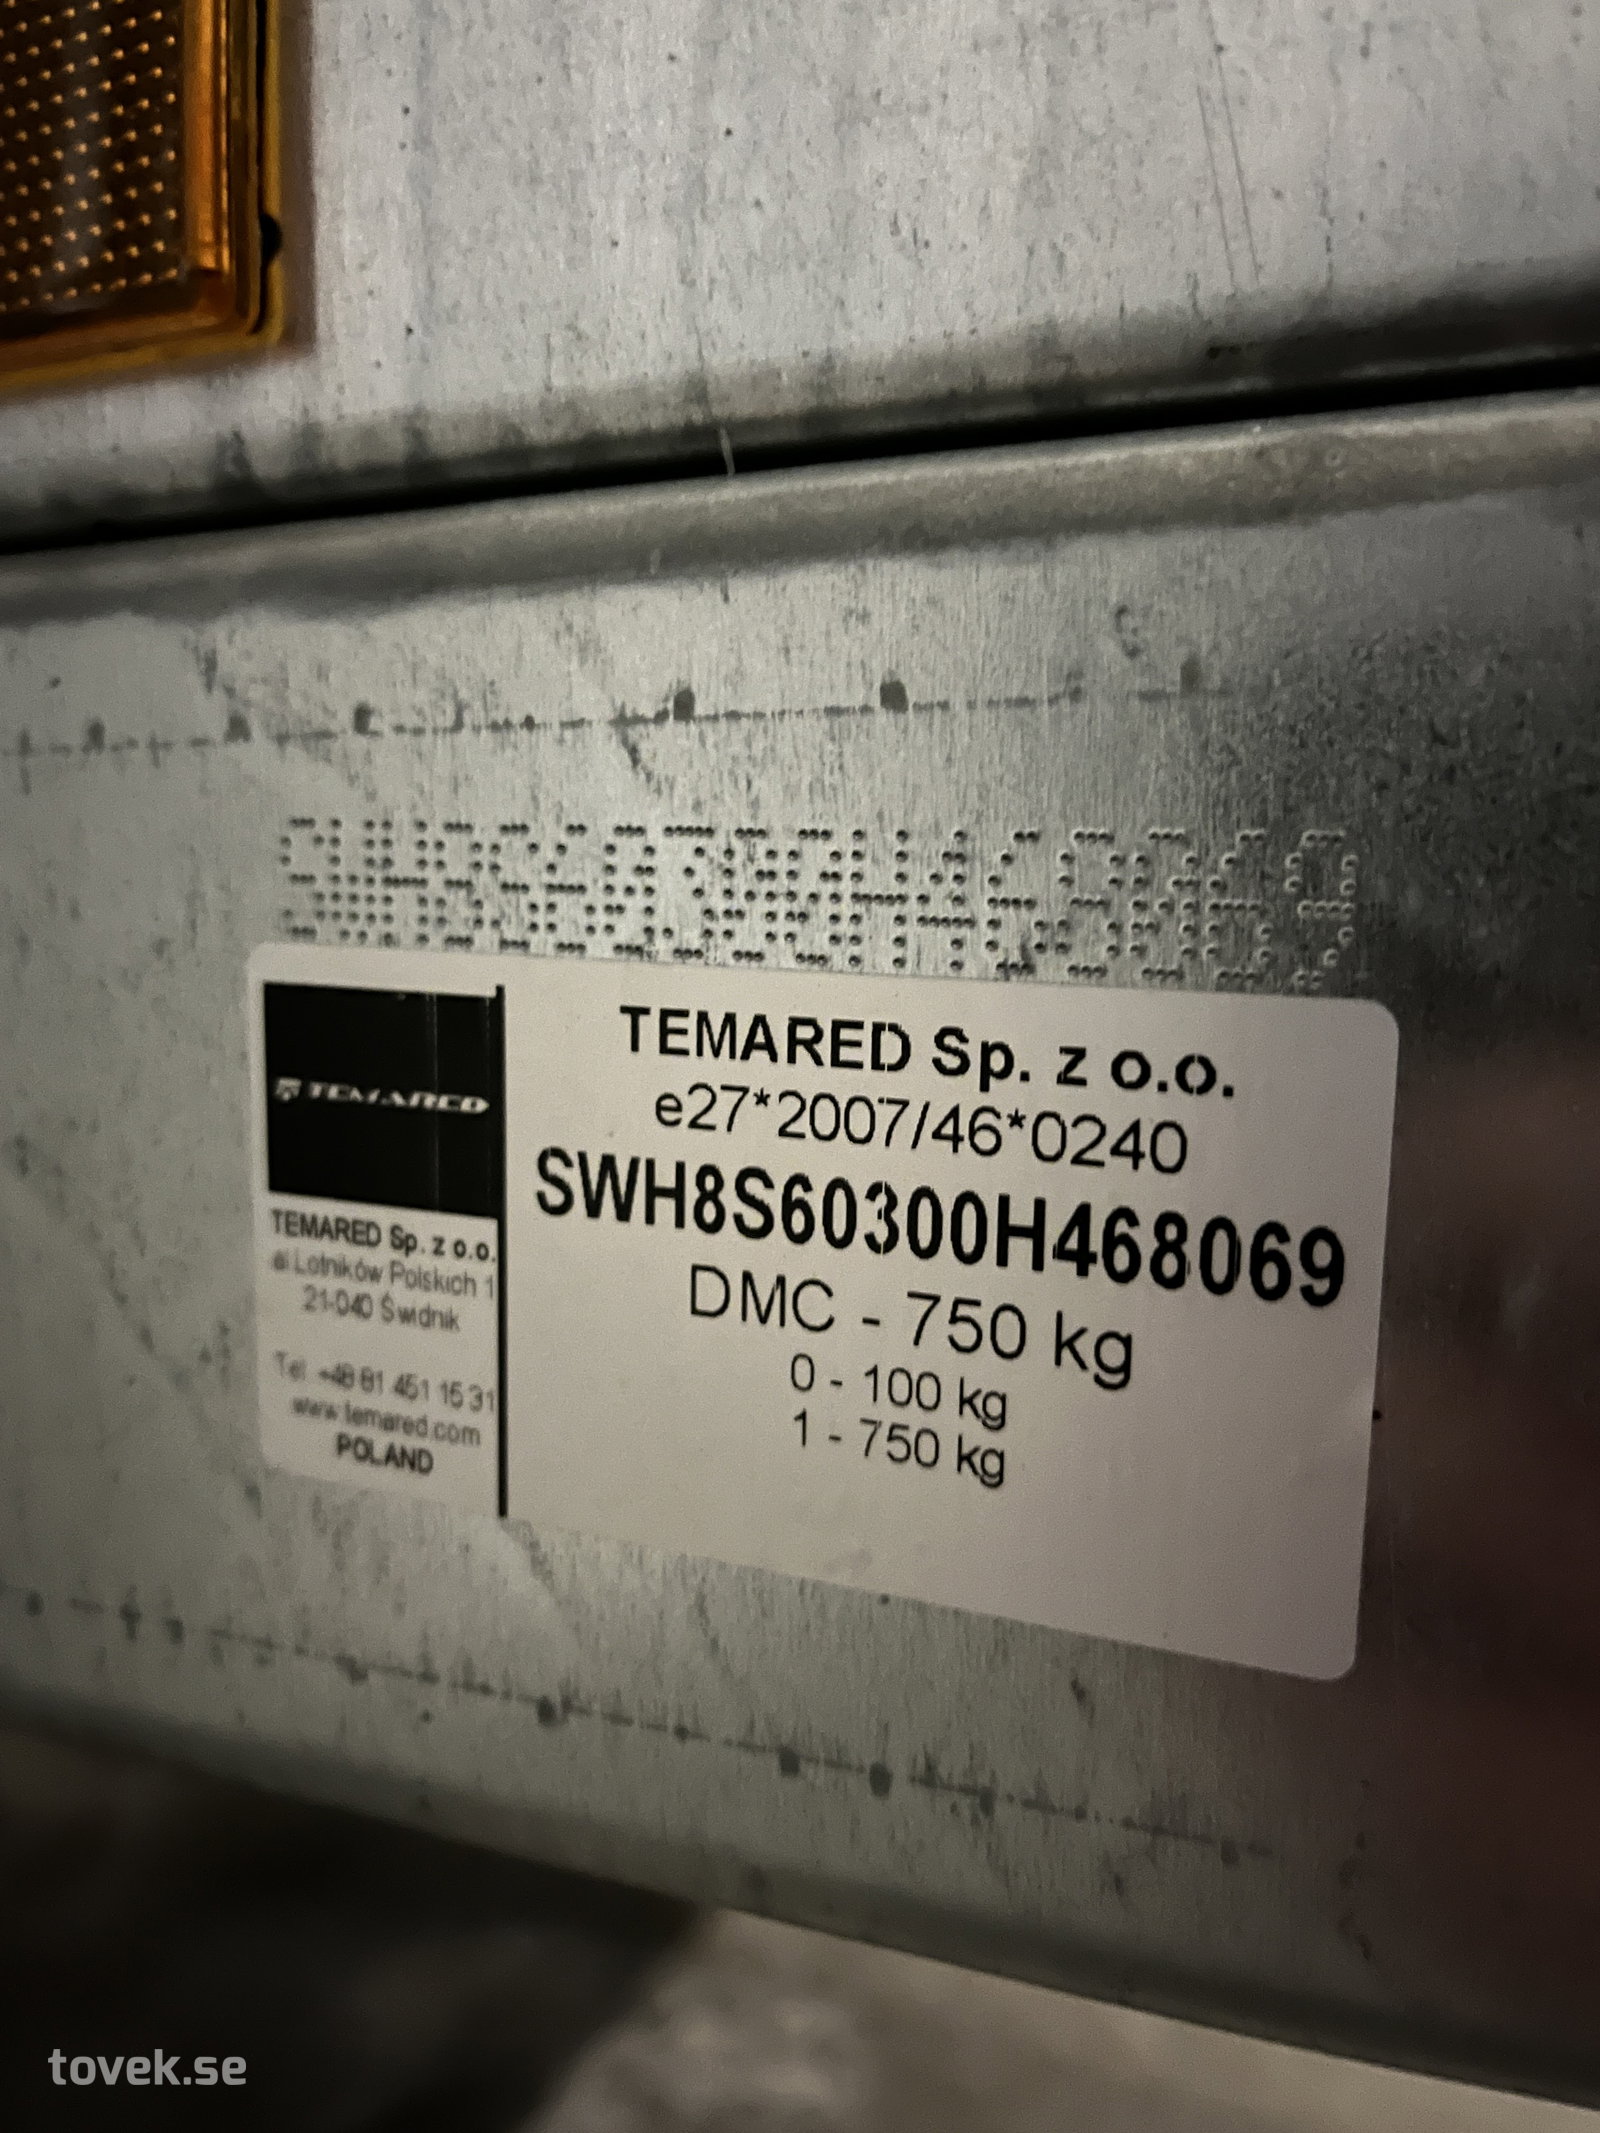 SWH8S60300H468069
TEMARED
TEMARED Sp. z o.o.
al Lotników Polskich 1
21-040 Świdnik
Tel +48 81 451 15 31
www.temared.com
POLAND
TEMARED Sp. z o.o.
e27*2007/46*0240
SWH8S60300H468069
DMC - 750 kg
0 - 100 kg
1 - 750 kg
tovek.se